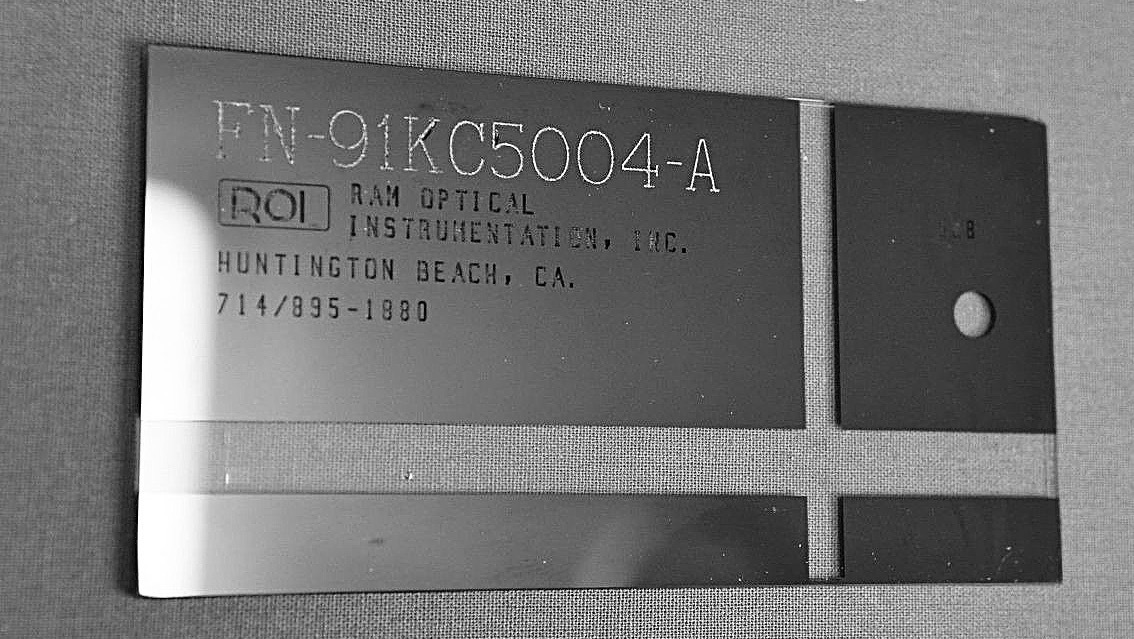 FN-91KC5004-A
ROI RAM OPTICAL
INSTRUMENTATION, INC.
HUNTINGTON BEACH, CA.
714/895-1880